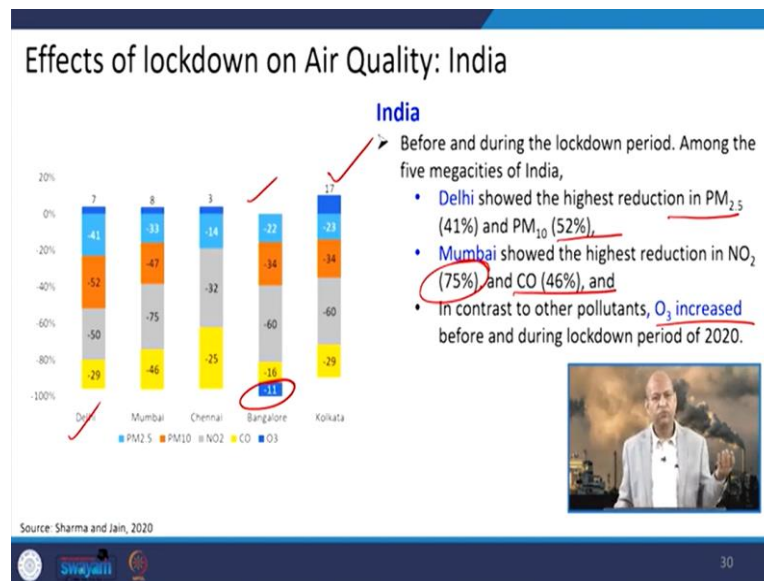 Effects of lockdown on Air Quality: India
India
➤ Before and during the lockdown period. Among the
five megacities of India,
• Delhi showed the highest reduction in PM2.5
(41%) and PM10 (52%),
• Mumbai showed the highest reduction in NO2
(75%), and CO (46%), and
• In contrast to other pollutants, O3 increased
before and during lockdown period of 2020.
20%
0%
-20%
-40%
-60%
-80%
-100%
7 8 3 17
-41 -33 -14 -22 -23
-52 -47 -34 -34
-50 -75 -32 -60 -60
-29 -46 -25 -16 -29
-11
Delhi Mumbai Chennai Bangalore Kolkata
PM2.5 PM10 NO2 CO O3
Source: Sharma and Jain, 2020
swayam
30